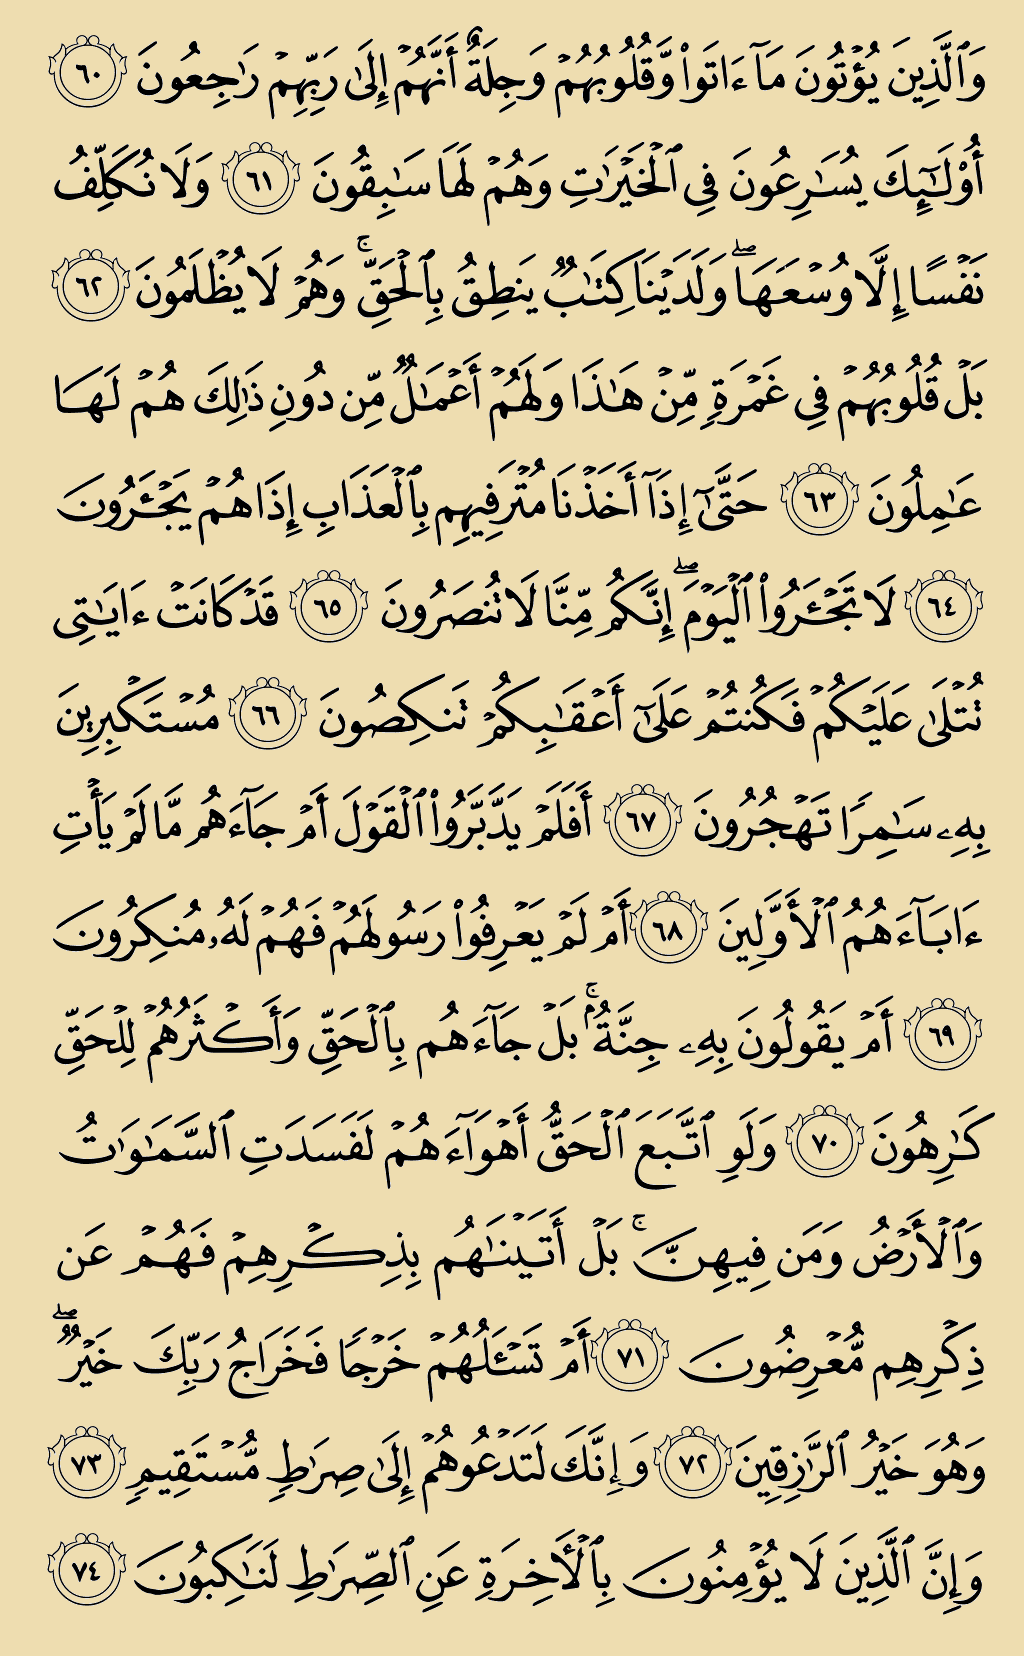 وَٱلَّذِينَ يُؤْتُونَ مَآ ءَاتَوا۟ وَّقُلُوبُهُمْ وَجِلَةٌ أَنَّهُمْ إِلَىٰ رَبِّهِمْ رَٰجِعُونَ ٦٠
أُو۟لَـٰٓئِكَ يُسَـٰرِعُونَ فِى ٱلْخَيْرَٰتِ وَهُمْ لَهَا سَـٰبِقُونَ ٦١ وَلَا نُكَلِّفُ
نَفْسًا إِلَّا وُسْعَهَا ۖ وَلَدَيْنَا كِتَـٰبٌ يَنطِقُ بِٱلْحَقِّ ۚ وَهُمْ لَا يُظْلَمُونَ ٦٢
بَلْ قُلُوبُهُمْ فِى غَمْرَةٍ مِّنْ هَـٰذَا وَلَهُمْ أَعْمَـٰلٌ مِّن دُونِ ذَٰلِكَ هُمْ لَهَا
عَـٰمِلُونَ ٦٣ حَتَّىٰٓ إِذَآ أَخَذْنَا مُتْرَفِيهِم بِٱلْعَذَابِ إِذَا هُمْ يَجْـَٔرُونَ
٦٤ لَا تَجْـَٔرُوا۟ ٱلْيَوْمَ ۖ إِنَّكُم مِّنَّا لَا تُنصَرُونَ ٦٥ قَدْ كَانَتْ ءَايَـٰتِى
تُتْلَىٰ عَلَيْكُمْ فَكُنتُمْ عَلَىٰٓ أَعْقَـٰبِكُمْ تَنكِصُونَ ٦٦ مُسْتَكْبِرِينَ
بِهِۦ سَـٰمِرًا تَهْجُرُونَ ٦٧ أَفَلَمْ يَدَّبَّرُوا۟ ٱلْقَوْلَ أَمْ جَآءَهُم مَّا لَمْ يَأْتِ
ءَابَآءَهُمُ ٱلْأَوَّلِينَ ٦٨ أَمْ لَمْ يَعْرِفُوا۟ رَسُولَهُمْ فَهُمْ لَهُۥ مُنكِرُونَ
٦٩ أَمْ يَقُولُونَ بِهِۦ جِنَّةٌۢ ۚ بَلْ جَآءَهُم بِٱلْحَقِّ وَأَكْثَرُهُمْ لِلْحَقِّ
كَـٰرِهُونَ ٧٠ وَلَوِ ٱتَّبَعَ ٱلْحَقُّ أَهْوَآءَهُمْ لَفَسَدَتِ ٱلسَّمَـٰوَٰتُ
وَٱلْأَرْضُ وَمَن فِيهِنَّ ۚ بَلْ أَتَيْنَـٰهُم بِذِكْرِهِمْ فَهُمْ عَن
ذِكْرِهِم مُّعْرِضُونَ ٧١ أَمْ تَسْـَٔلُهُمْ خَرْجًا فَخَرَاجُ رَبِّكَ خَيْرٌ ۖ
وَهُوَ خَيْرُ ٱلرَّٰزِقِينَ ٧٢ وَإِنَّكَ لَتَدْعُوهُمْ إِلَىٰ صِرَٰطٍ مُّسْتَقِيمٍ ٧٣
وَإِنَّ ٱلَّذِينَ لَا يُؤْمِنُونَ بِٱلْـَٔاخِرَةِ عَنِ ٱلصِّرَٰطِ لَنَـٰكِبُونَ ٧٤